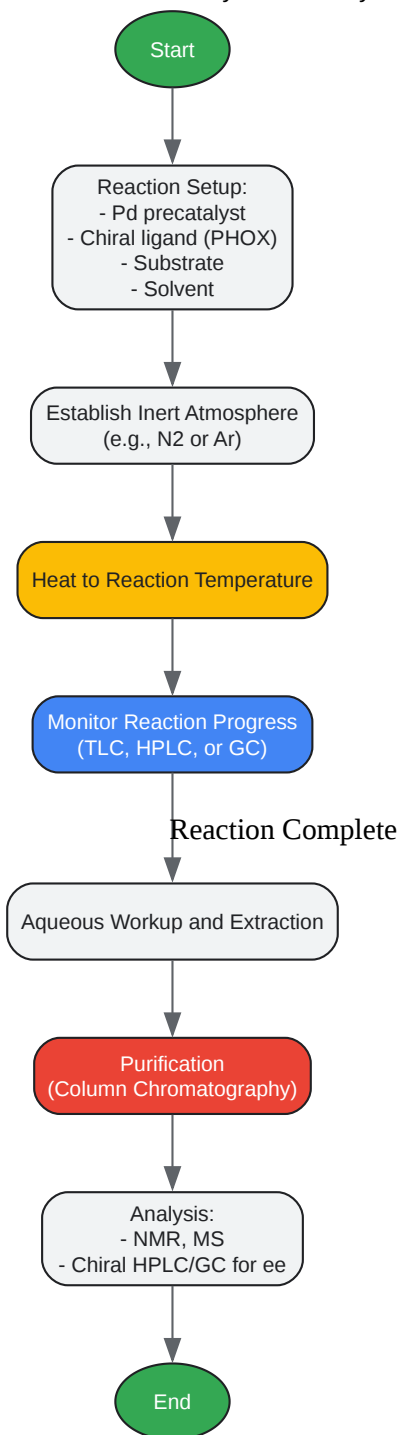 Start
Reaction Setup:
- Pd precatalyst
- Chiral ligand (PHOX)
- Substrate
- Solvent
Establish Inert Atmosphere
(e.g., N2 or Ar)
Heat to Reaction Temperature
Monitor Reaction Progress
(TLC, HPLC, or GC)
Reaction Complete
Aqueous Workup and Extraction
Purification
(Column Chromatography)
Analysis:
- NMR, MS
- Chiral HPLC/GC for ee
End